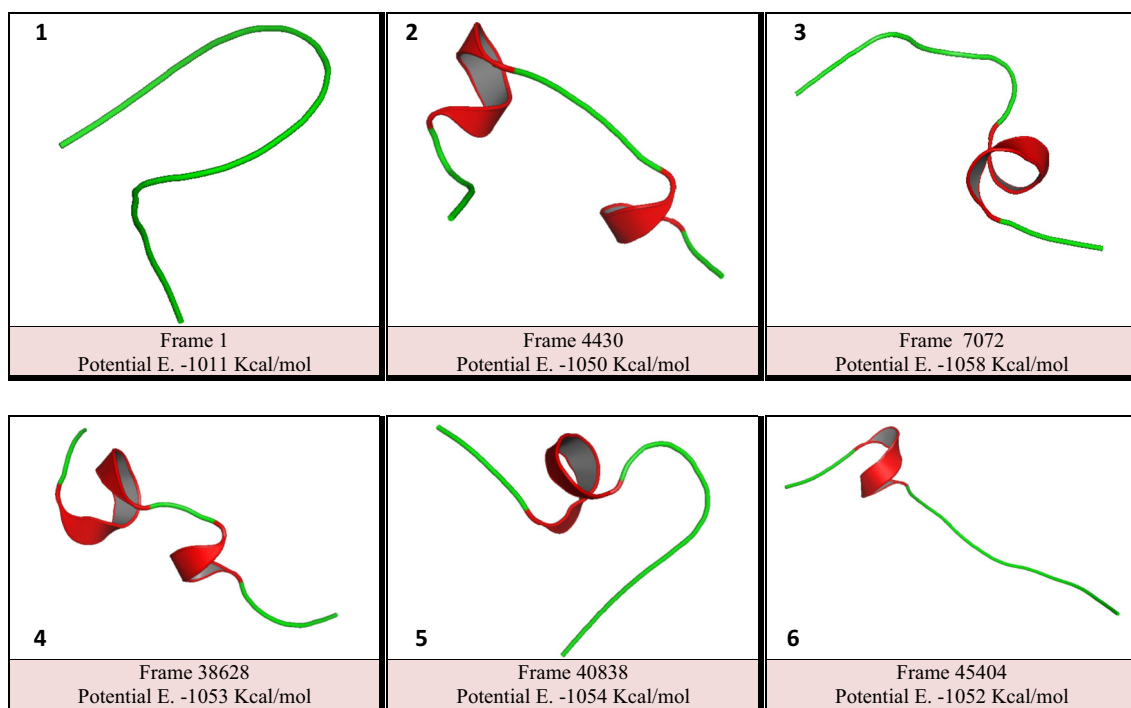 1
2
3
Frame 1
Potential E. -1011 Kcal/mol
Frame 4430
Potential E. -1050 Kcal/mol
Frame 7072
Potential E. -1058 Kcal/mol
4
5
6
Frame 38628
Potential E. -1053 Kcal/mol
Frame 40838
Potential E. -1054 Kcal/mol
Frame 45404
Potential E. -1052 Kcal/mol